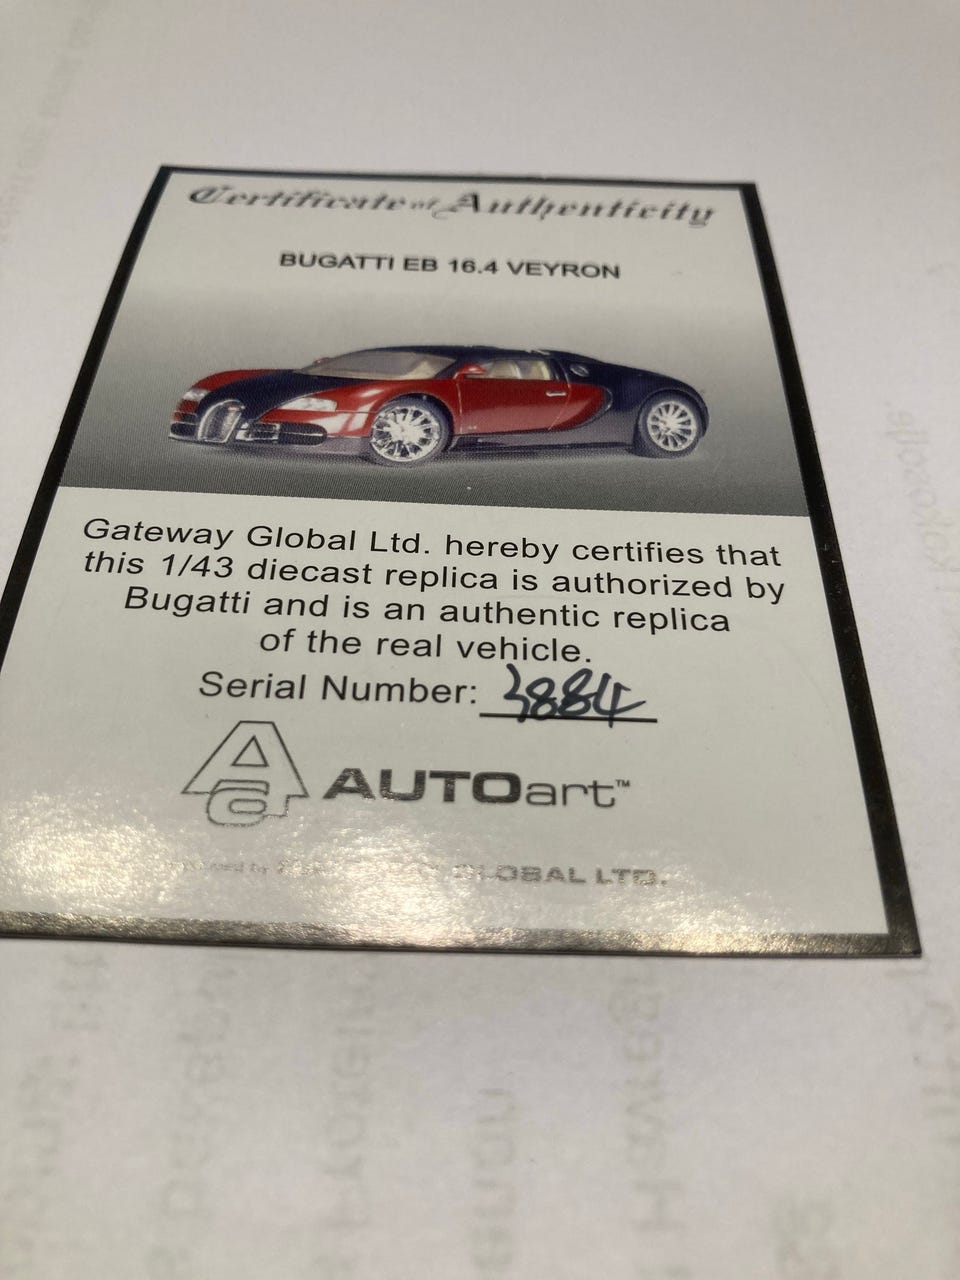 Certificate of Authenticity
BUGATTI EB 16.4 VEYRON
Gateway Global Ltd. hereby certifies that
this 1/43 diecast replica is authorized by
Bugatti and is an authentic replica
of the real vehicle.
Serial Number: 3884
AUTOart™
by GLOBAL LTD.